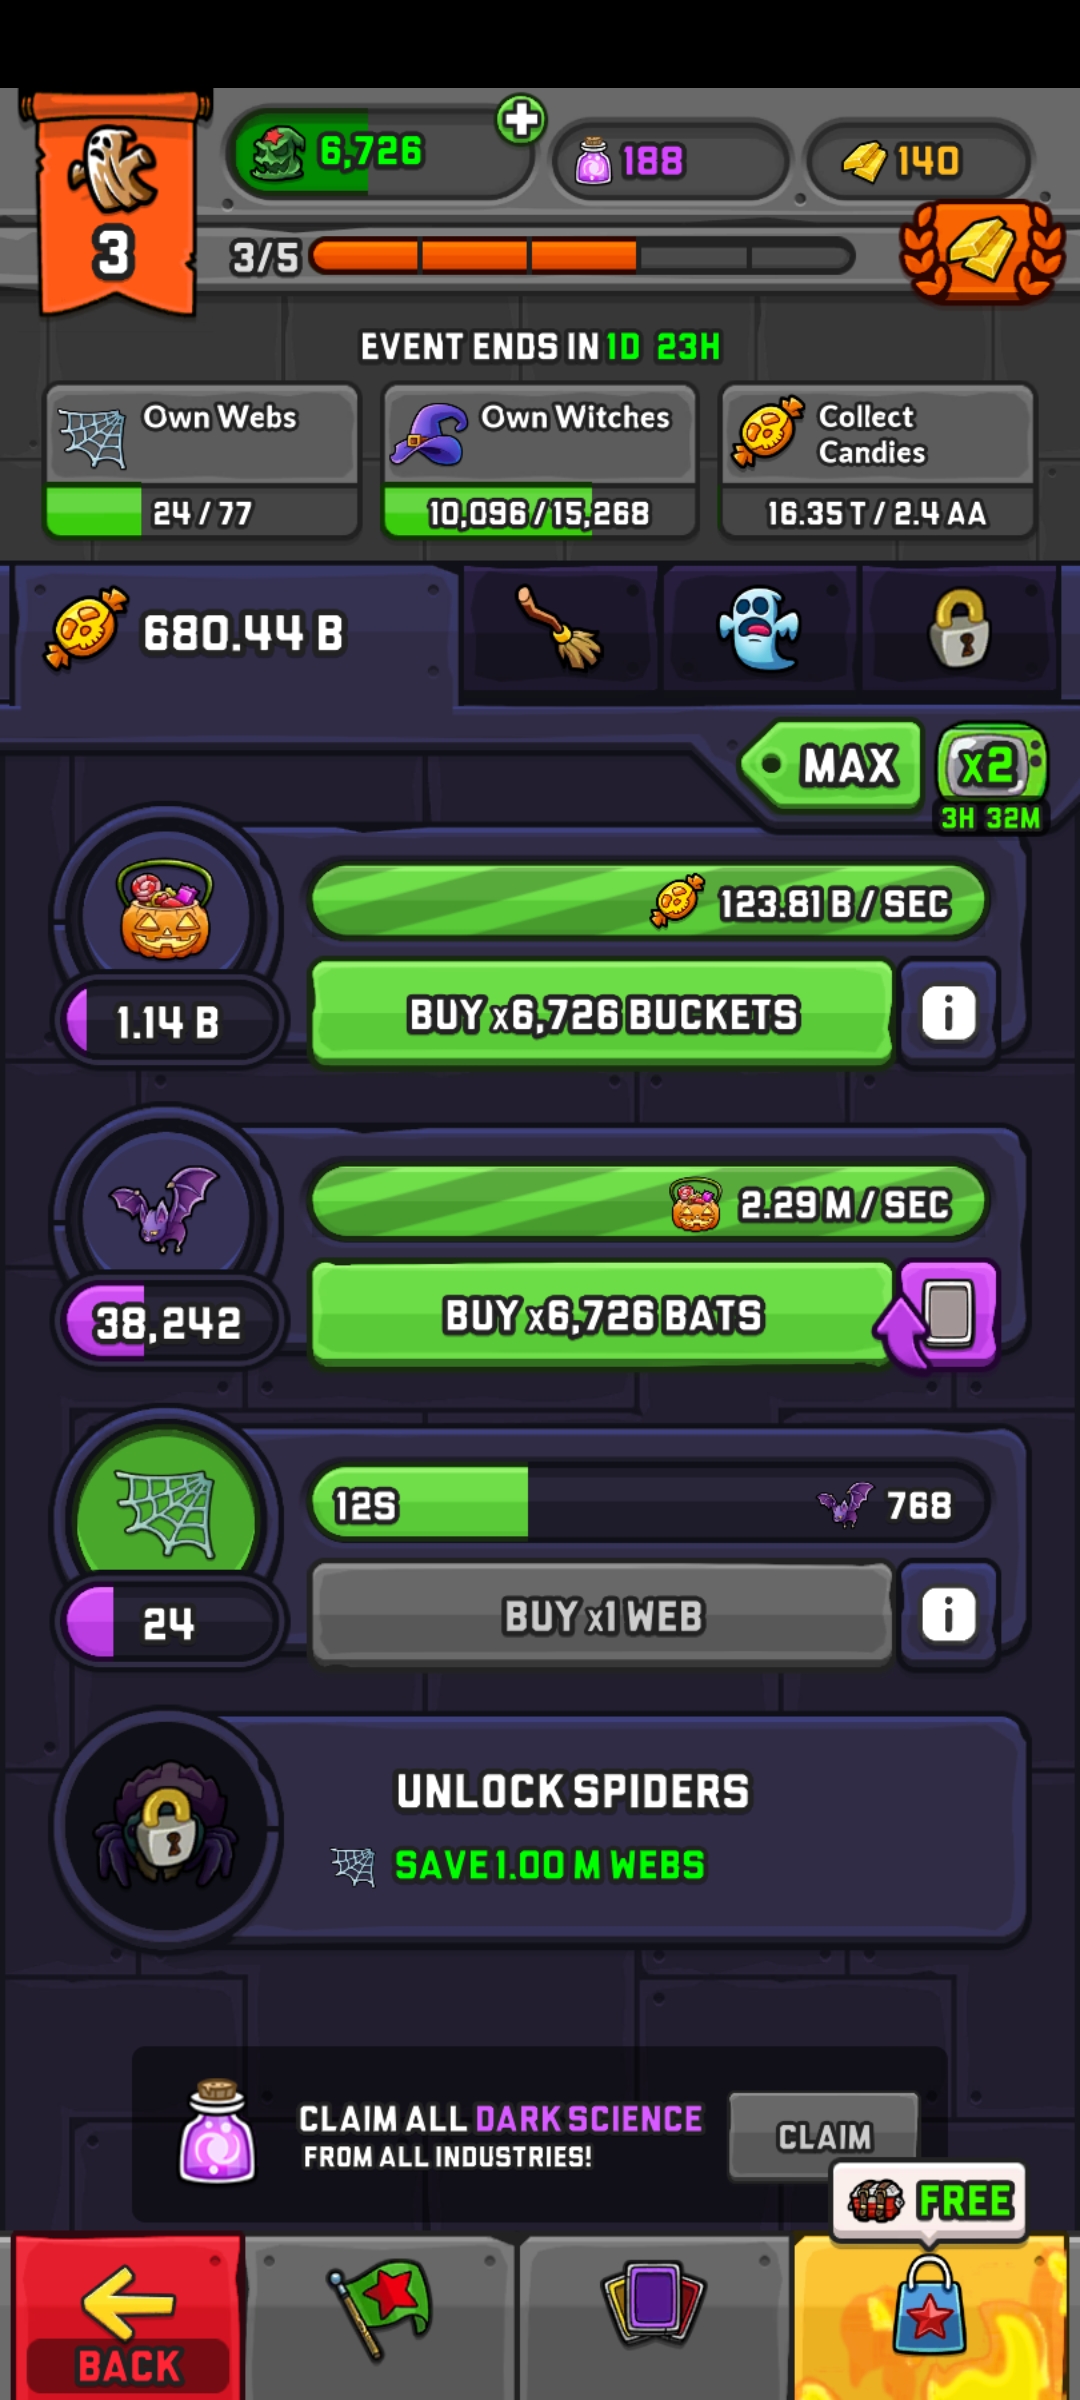 6,726
188
140
3
3/5
EVENT ENDS IN 1D 23H
Own Webs
24/77
Own Witches
10,096/15,268
Collect
Candies
16.35 T / 2.4 AA
680.44 B
MAX
x2
3H 32M
123.81 B / SEC
1.14 B
BUY x6,726 BUCKETS
i
2.29 M / SEC
38,242
BUY x6,726 BATS
12S
768
24
BUY x1 WEB
i
UNLOCK SPIDERS
SAVE 1.00 M WEBS
CLAIM ALL DARK SCIENCE
FROM ALL INDUSTRIES!
CLAIM
FREE
BACK